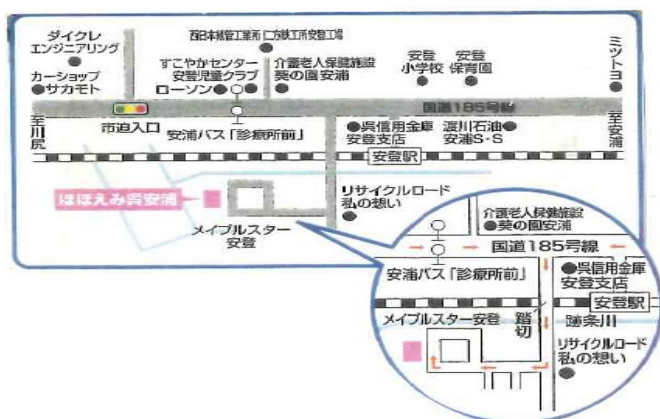 ダイクレ
エンジニアリング
カーショップ
サカモト
すこやかセンター
安登児童クラブ
ローソン
介護老人保健施設
葵の園安浦
安登
小学校
安登
保育園
ミツトヨ
国道185号線
至川尻
市迫入口
安浦バス「診療所前」
呉信用金庫
安登支店
渡川石油
安浦S・S
至安浦
安登駅
ほほえみ呉安浦
メイプルスター
安登
リサイクルロード
私の想い
介護老人保健施設
葵の園安浦
国道185号線
安浦バス「診療所前」
呉信用金庫
安登支店
安登駅
メイプルスター安登
踏切
跡条川
リサイクルロード
私の想い